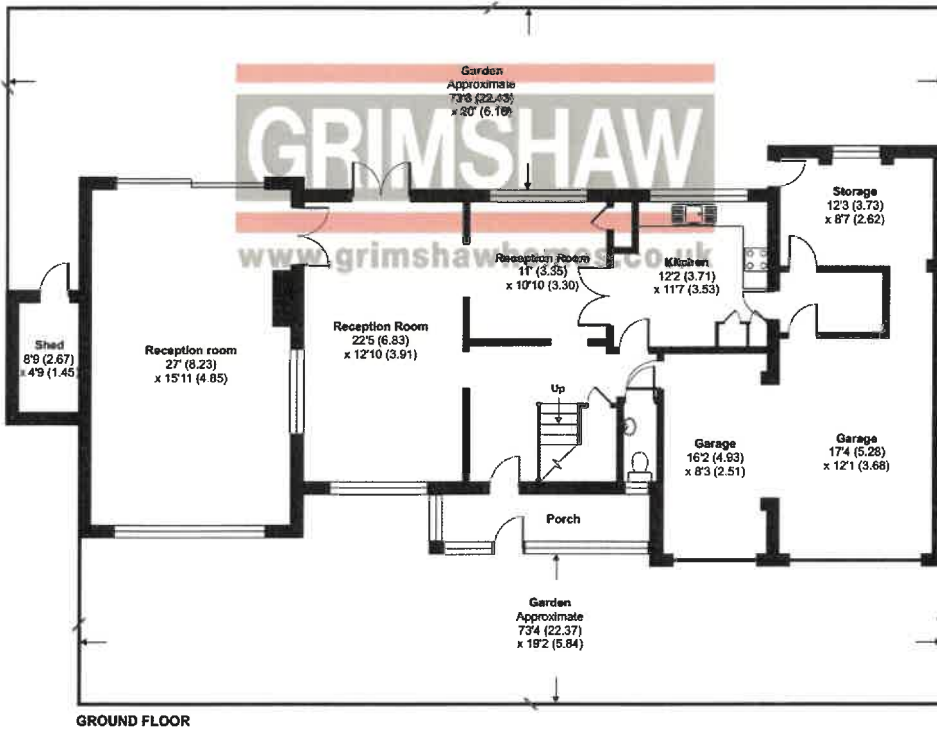 Garden
Approximate
73'8 (22.43)
x 20' (6.10)
GRIMSHAW
www.grimshawhomes.co.uk
Storage
12'3 (3.73)
x 8'7 (2.62)
Reception Room
11' (3.35)
x 10'10 (3.30)
Kitchen
12'2 (3.71)
x 11'7 (3.53)
Shed
8'9 (2.67)
x 4'9 (1.45)
Reception room
27' (8.23)
x 15'11 (4.85)
Reception Room
22'5 (6.83)
x 12'10 (3.91)
Up
Garage
16'2 (4.93)
x 8'3 (2.51)
Garage
17'4 (5.28)
x 12'1 (3.68)
Porch
Garden
Approximate
73'4 (22.37)
x 19'2 (5.84)
GROUND FLOOR